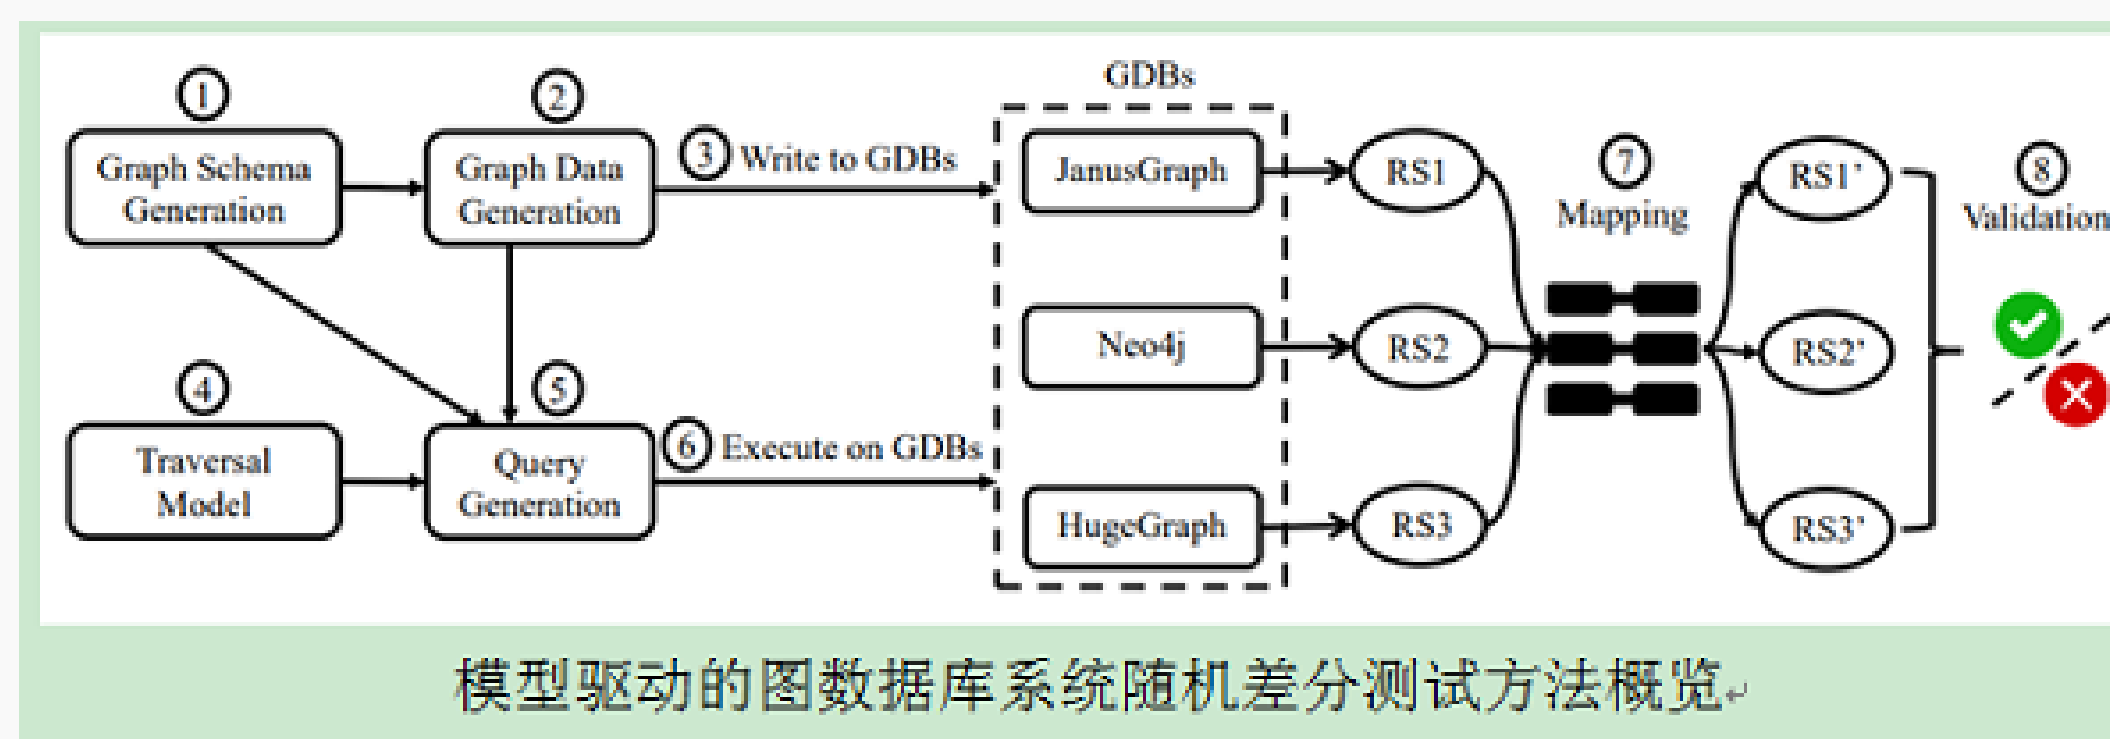 GDBs
①
②
Graph Schema
Generation
Graph Data
Generation
③ Write to GDBs
JanusGraph
RS1
⑦
Mapping
RS1’
⑧
Validation
Neo4j
RS2
RS2’
④
Traversal
Model
⑤
Query
Generation
⑥ Execute on GDBs
HugeGraph
RS3
RS3’
模型驱动的图数据库系统随机差分测试方法概览